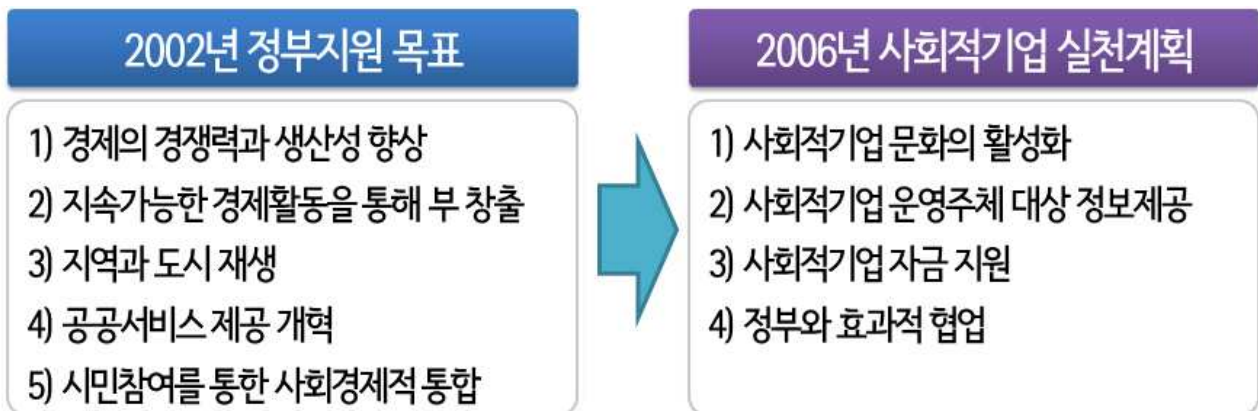 2002년 정부지원 목표
1) 경제의 경쟁력과 생산성 향상
2) 지속가능한 경제활동을 통해 부 창출
3) 지역과 도시 재생
4) 공공서비스 제공 개혁
5) 시민참여를 통한 사회경제적 통합
2006년 사회적기업 실천계획
1) 사회적기업 문화의 활성화
2) 사회적기업 운영주체 대상 정보제공
3) 사회적기업 자금 지원
4) 정부와 효과적 협업